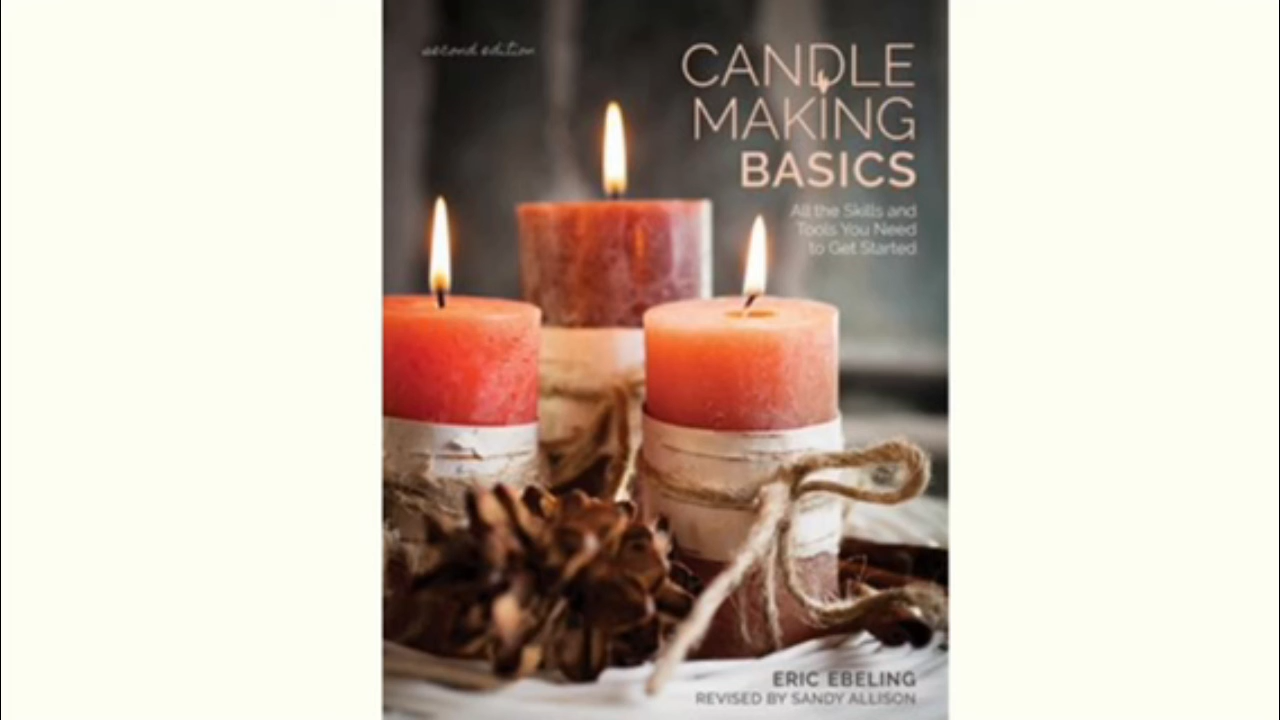 second edition
CANDLE
MAKING
BASICS
All the Skills and
Tools You Need
to Get Started
ERIC EBELING
REVISED BY SANDY ALLISON